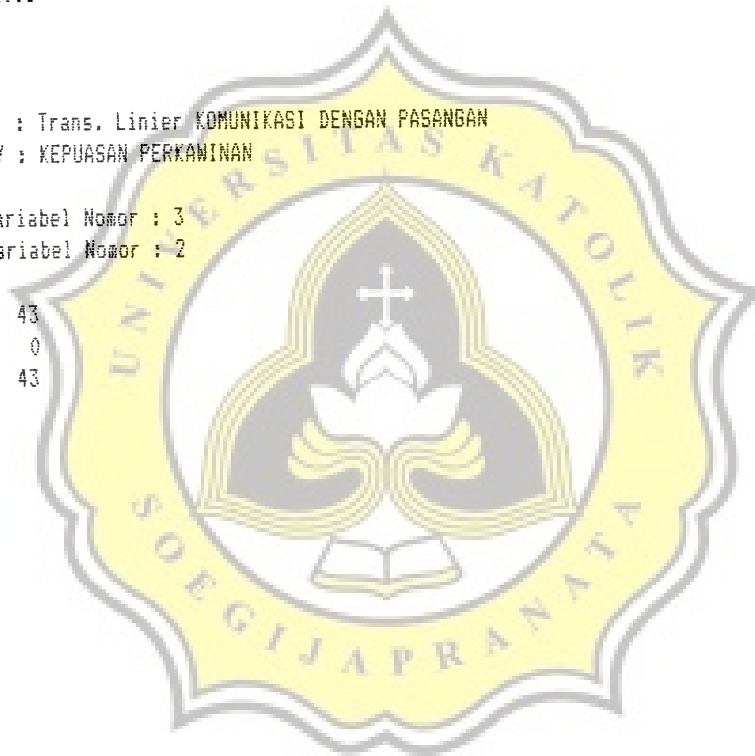 : Trans. Linier KOMUNIKASI DENGAN PASANGAN
Y : KEPUASAN PERKAWINAN
ariabel Nomor : 3
ariabel Nomor : 2
43
0
43
UNIVERSITAS KATOLIK
SOEGIJAPRANATA